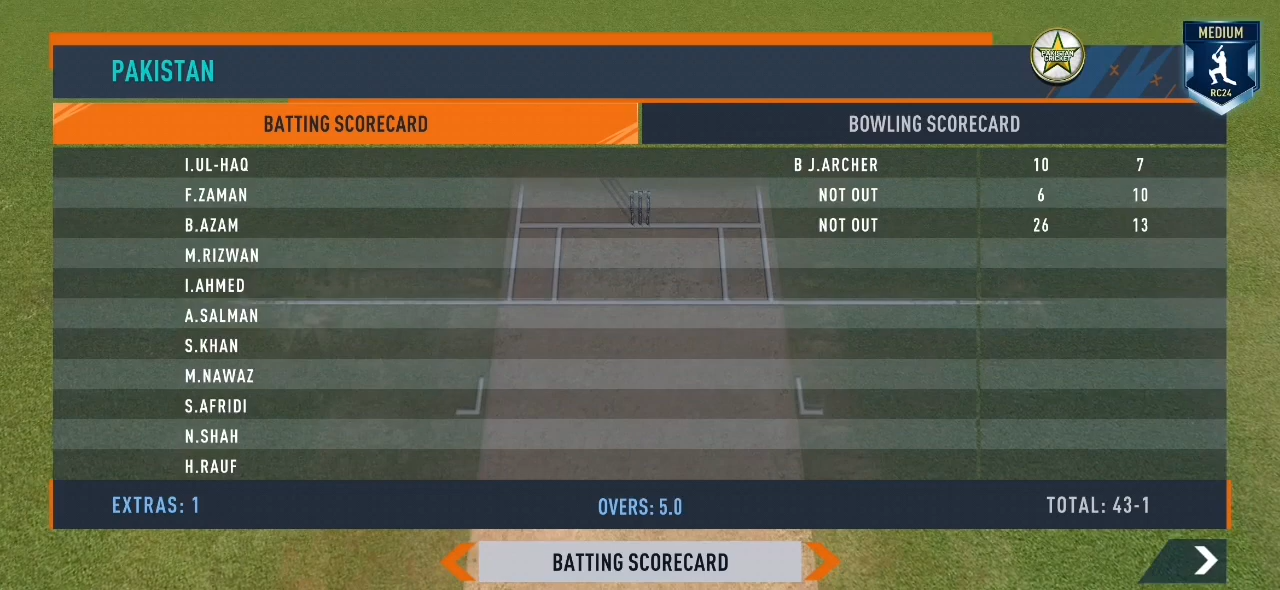 MEDIUM
PAKISTAN CRICKET
RC24
PAKISTAN
BATTING SCORECARD BOWLING SCORECARD
I.UL-HAQ B J.ARCHER 10 7
F.ZAMAN NOT OUT 6 10
B.AZAM NOT OUT 26 13
M.RIZWAN
I.AHMED
A.SALMAN
S.KHAN
M.NAWAZ
S.AFRIDI
N.SHAH
H.RAUF
EXTRAS: 1 OVERS: 5.0 TOTAL: 43-1
BATTING SCORECARD